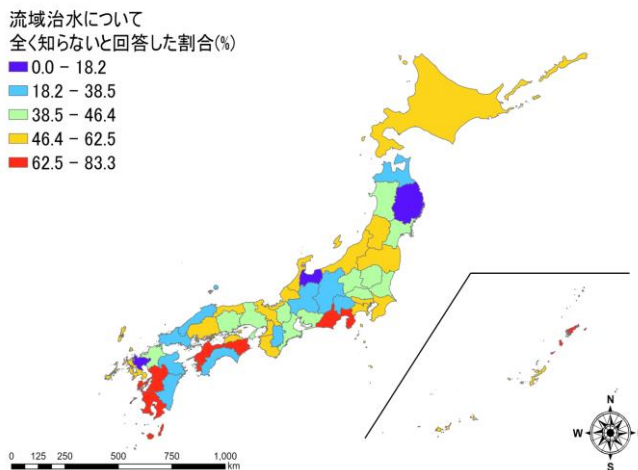 流域治水について
全く知らないと回答した割合(%)
0.0 − 18.2
18.2 − 38.5
38.5 − 46.4
46.4 − 62.5
62.5 − 83.3
N
W
E
S
0 125 250 500 750 1,000
km